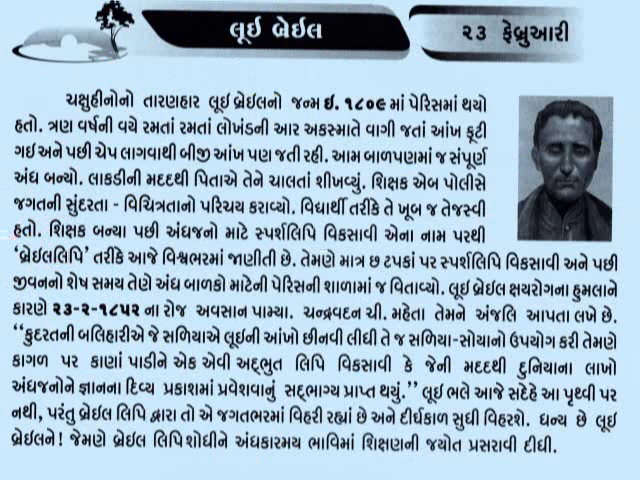 લૂઇ બ્રેઇલ
૨૩ ફેબ્રુઆરી
ચક્ષુહીનોનો તારણહાર લૂઇ બ્રેઇલનો જન્મ ઇ. ૧૮૦૯ માં પેરિસમાં થયો
હતો. ત્રણ વર્ષની વયે રમતાં રમતાં લોખંડની આર અકસ્માતે વાગી જતાં આંખ ફૂટી
ગઇ અને પછી ચેપ લાગવાથી બીજી આંખ પણ જતી રહી. આમ બાળપણમાં જ સંપૂર્ણ
અંધ બન્યો. લાકડીની મદદથી પિતાએ તેને ચાલતાં શીખવ્યું. શિક્ષક એબ પોલીસે
જગતની સુંદરતા - વિચિત્રતાનો પરિચય કરાવ્યો. વિદ્યાર્થી તરીકે તે ખૂબ જ તેજસ્વી
હતો. શિક્ષક બન્યા પછી અંધજનો માટે સ્પર્શલિપિ વિકસાવી એના નામ પરથી
‘બ્રેઈલલિપિ’ તરીકે આજે વિશ્વભરમાં જાણીતી છે. તેમણે માત્ર છ ટપકાં પર સ્પર્શલિપિ વિકસાવી અને પછી
જીવનનો શેષ સમય તેણે અંધ બાળકો માટેની પેરિસની શાળામાં જ વિતાવ્યો. લૂઇ બ્રેઇલ ક્ષયરોગના હુમલાને
કારણે ૨૩-૨-૧૮૫૨ ના રોજ અવસાન પામ્યા. ચન્દ્રવદન ચી. મહેતા તેમને અંજલિ આપતા લખે છે.
“કુદરતની બલિહારીએ જે સળિયાએ લૂઈની આંખો છીનવી લીધી તે જ સળિયા-સોયાનો ઉપયોગ કરી તેમણે
કાગળ પર કાણાં પાડીને એક એવી અદ્ભુત લિપિ વિકસાવી કે જેની મદદથી દુનિયાના લાખો
અંધજનોને જ્ઞાનના દિવ્ય પ્રકાશમાં પ્રવેશવાનું સદ્ભાગ્ય પ્રાપ્ત થયું.” લૂઈ ભલે આજે સદેહે આ પૃથ્વી પર
નથી, પરંતુ બ્રેઈલ લિપિ દ્વારા તો એ જગતભરમાં વિહરી રહ્યાં છે અને દીર્ઘકાળ સુધી વિહરશે. ધન્ય છે લૂઈ
બ્રેઈલને! જેમણે બ્રેઈલ લિપિ શોધીને અંધકારમય ભાવિમાં શિક્ષણની જયોત પ્રસરાવી દીધી.